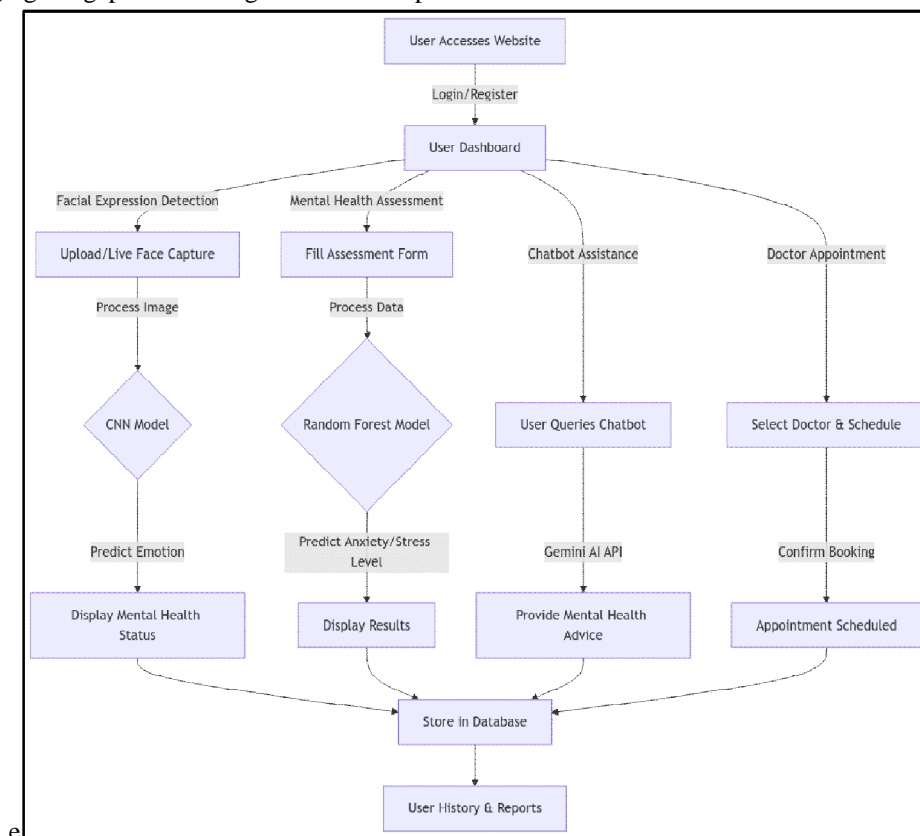 User Accesses Website
Login/Register
User Dashboard
Facial Expression Detection
Mental Health Assessment
Upload/Live Face Capture
Fill Assessment Form
Chatbot Assistance
Doctor Appointment
Process Image
Process Data
CNN Model
Random Forest Model
User Queries Chatbot
Select Doctor & Schedule
Predict Emotion
Predict Anxiety/Stress
Level
Gemini AI API
Confirm Booking
Display Mental Health
Status
Display Results
Provide Mental Health
Advice
Appointment Scheduled
Store in Database
User History & Reports
e